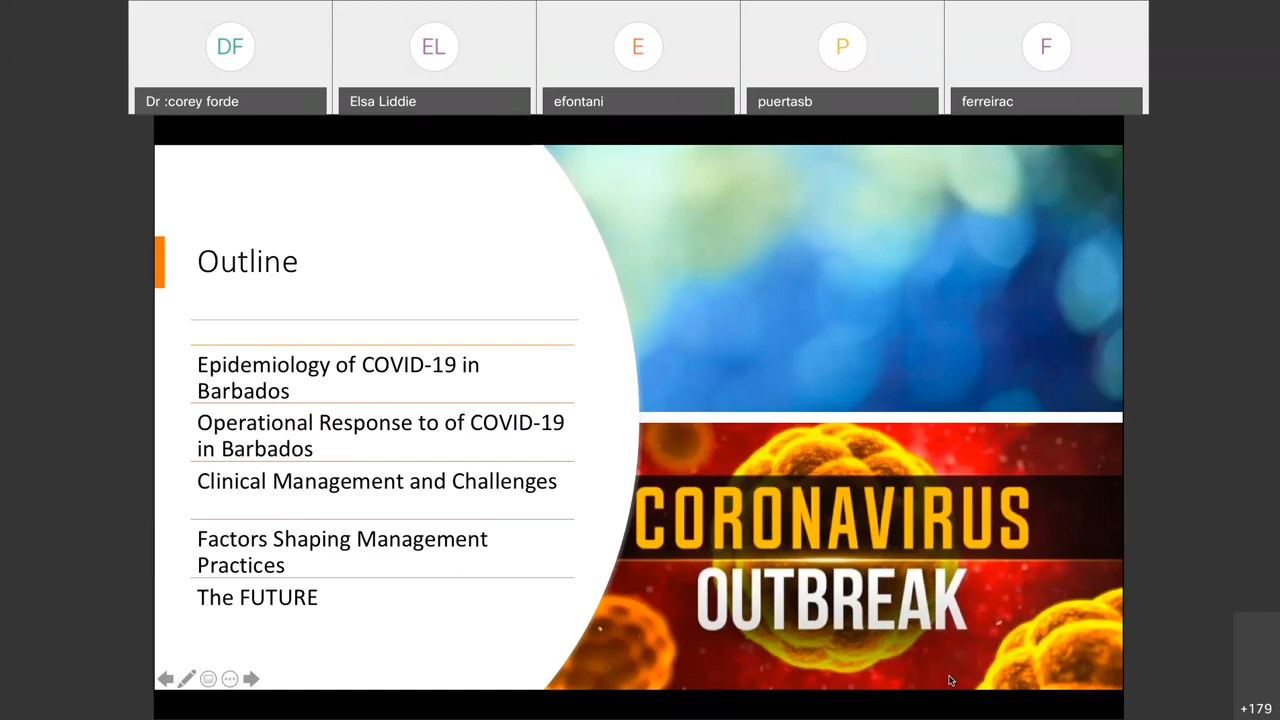 DF
EL
E
P
F
Dr :corey forde
Elsa Liddie
efontani
puertasb
ferreirac
Outline
Epidemiology of COVID-19 in
Barbados
Operational Response to of COVID-19
in Barbados
Clinical Management and Challenges
Factors Shaping Management
Practices
The FUTURE
CORONAVIRUS
OUTBREAK
+179